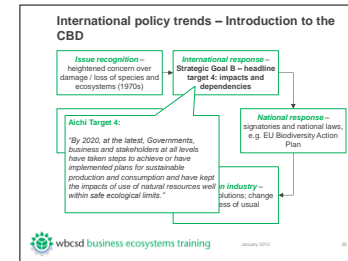 International policy trends – Introduction to the
CBD
Issue recognition –
heightened concern over
damage / loss of species and
ecosystems (1970s)
International response –
Strategic Goal B – headline
target 4: impacts and
dependencies
National response –
signatories and national laws,
e.g. EU Biodiversity Action
Plan
Aichi Target 4:
"By 2020, at the latest, Governments,
business and stakeholders at all levels
have taken steps to achieve or have
implemented plans for sustainable
production and consumption and have kept
the impacts of use of natural resources well
within safe ecological limits."
n industry –
olutions; change
ess of usual
wbcsd business ecosystems training
January 2012